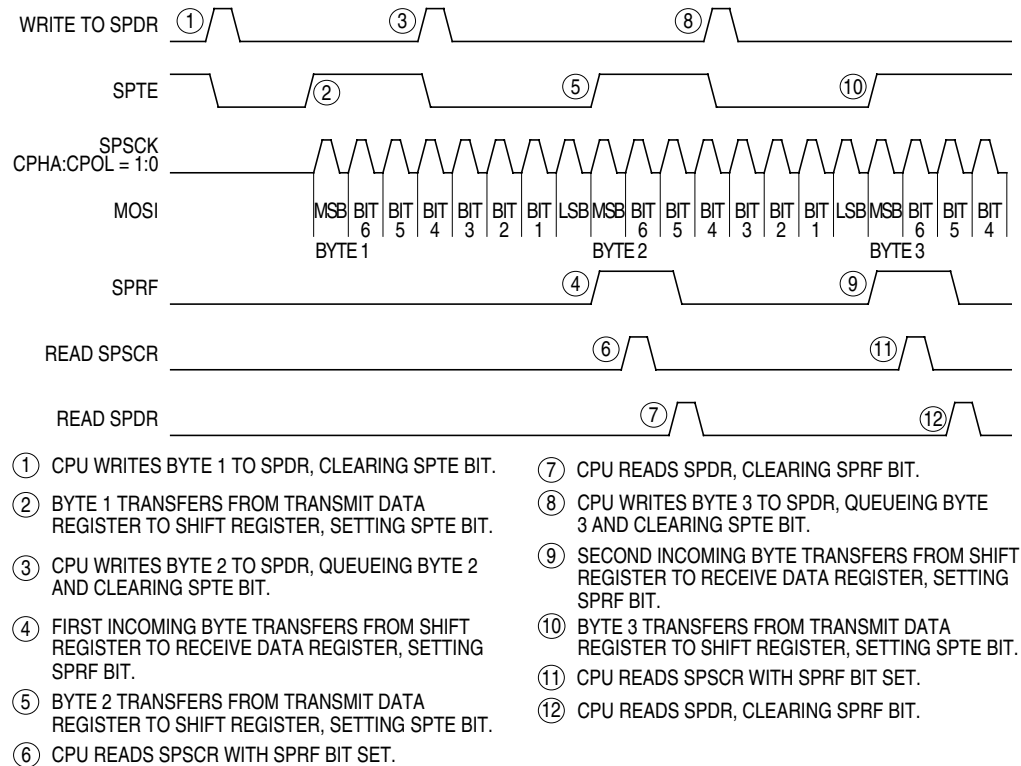 WRITE TO SPDR 1 3 8
SPTE 2 5 10
SPSCK
CPHA:CPOL = 1:0
MOSI MSB BIT BIT BIT BIT BIT BIT LSB MSB BIT BIT BIT BIT BIT BIT LSB MSB BIT BIT BIT
6 5 4 3 2 1 6 5 4 3 2 1 6 5 4
BYTE 1 BYTE 2 BYTE 3
SPRF 4 9
READ SPSCR 6 11
READ SPDR 7 12
1 CPU WRITES BYTE 1 TO SPDR, CLEARING SPTE BIT.
2 BYTE 1 TRANSFERS FROM TRANSMIT DATA
REGISTER TO SHIFT REGISTER, SETTING SPTE BIT.
3 CPU WRITES BYTE 2 TO SPDR, QUEUEING BYTE 2
AND CLEARING SPTE BIT.
4 FIRST INCOMING BYTE TRANSFERS FROM SHIFT
REGISTER TO RECEIVE DATA REGISTER, SETTING
SPRF BIT.
5 BYTE 2 TRANSFERS FROM TRANSMIT DATA
REGISTER TO SHIFT REGISTER, SETTING SPTE BIT.
6 CPU READS SPSCR WITH SPRF BIT SET.
7 CPU READS SPDR, CLEARING SPRF BIT.
8 CPU WRITES BYTE 3 TO SPDR, QUEUEING BYTE
3 AND CLEARING SPTE BIT.
9 SECOND INCOMING BYTE TRANSFERS FROM SHIFT
REGISTER TO RECEIVE DATA REGISTER, SETTING
SPRF BIT.
10 BYTE 3 TRANSFERS FROM TRANSMIT DATA
REGISTER TO SHIFT REGISTER, SETTING SPTE BIT.
11 CPU READS SPSCR WITH SPRF BIT SET.
12 CPU READS SPDR, CLEARING SPRF BIT.